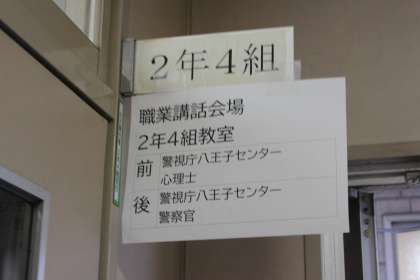 2年4組
職業講話会場
2年4組教室
前 警視庁八王子センター
心理士
後 警視庁八王子センター
警察官